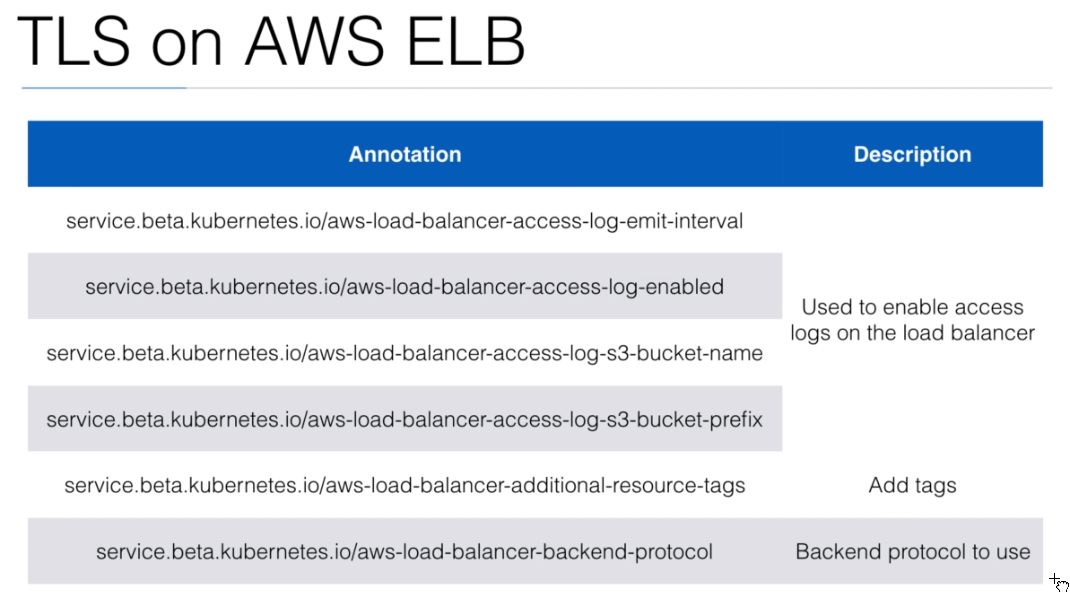 TLS on AWS ELB
Annotation Description
service.beta.kubernetes.io/aws-load-balancer-access-log-emit-interval
service.beta.kubernetes.io/aws-load-balancer-access-log-enabled
service.beta.kubernetes.io/aws-load-balancer-access-log-s3-bucket-name
service.beta.kubernetes.io/aws-load-balancer-access-log-s3-bucket-prefix
Used to enable access
logs on the load balancer
service.beta.kubernetes.io/aws-load-balancer-additional-resource-tags Add tags
service.beta.kubernetes.io/aws-load-balancer-backend-protocol Backend protocol to use